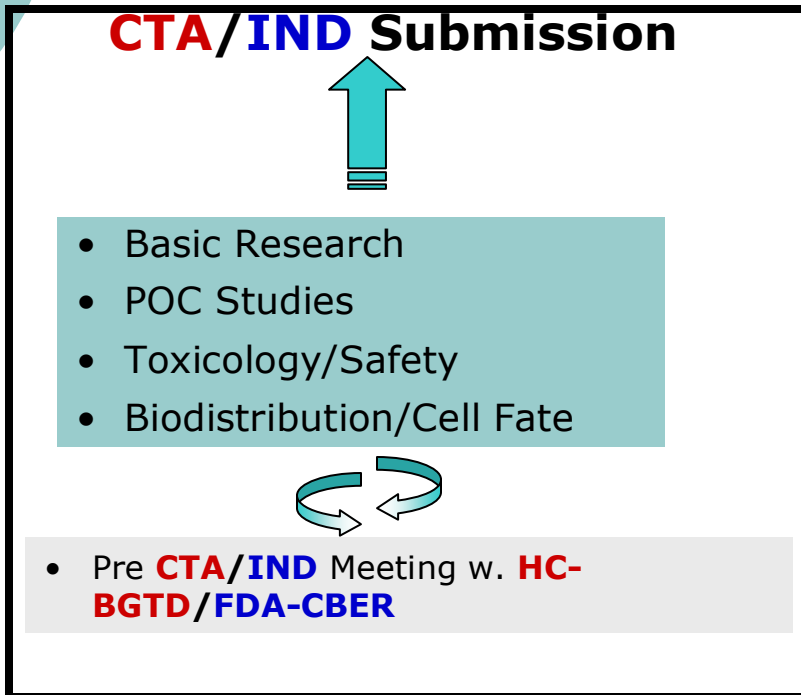 CTA/IND Submission
• Basic Research
• POC Studies
• Toxicology/Safety
• Biodistribution/Cell Fate
• Pre CTA/IND Meeting w. HC-
BGTD/FDA-CBER